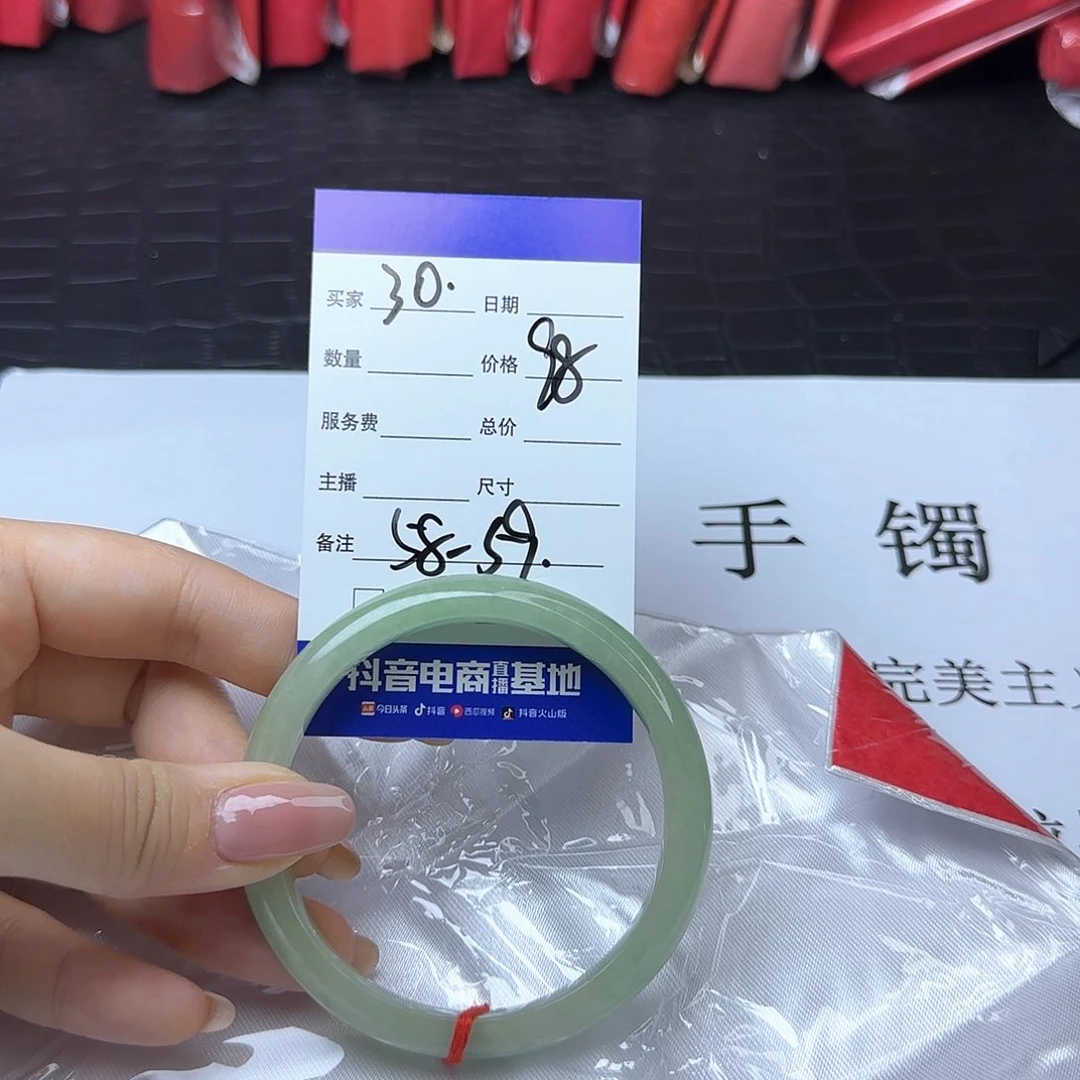 买家 30. 日期
数量 价格 98
服务费 总价
主播 尺寸
备注 58-59.
抖音电商直播基地
今日头条 抖音 西瓜视频 抖音火山版
手镯
完美主